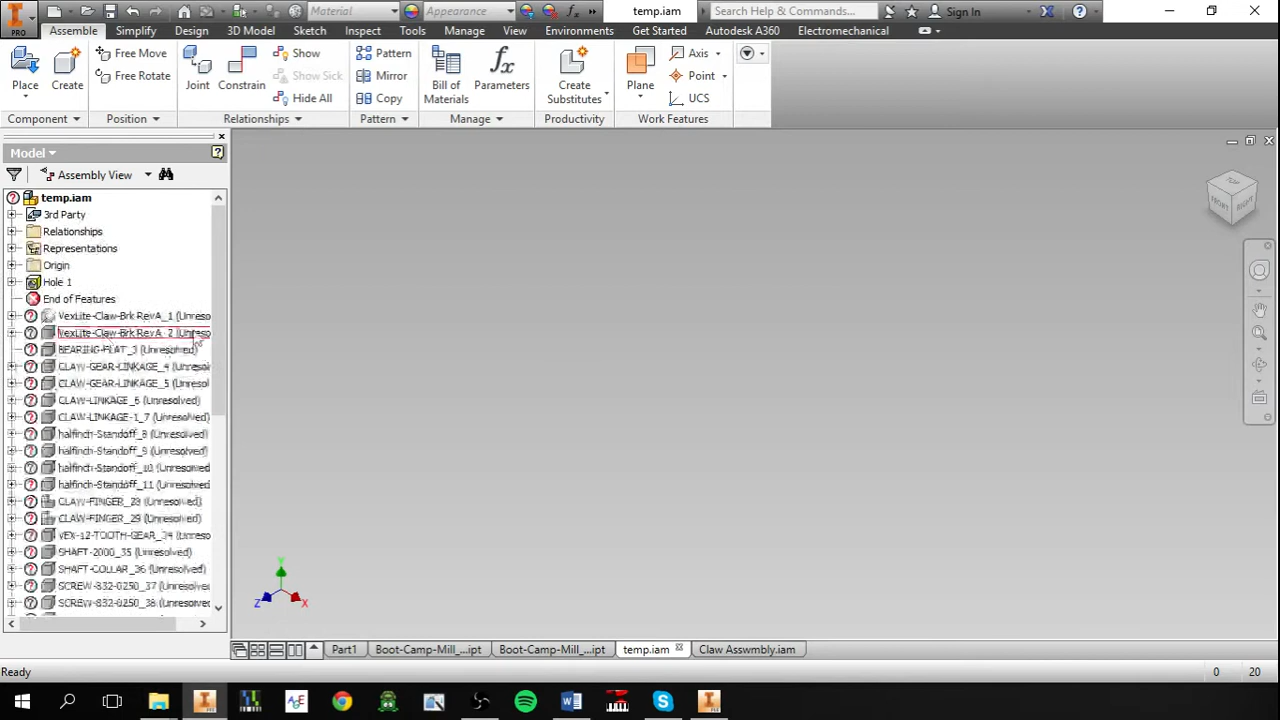 Material
Appearance
temp.iam
Search Help & Commands...
Sign In
PRO
Assemble
Simplify
Design
3D Model
Sketch
Inspect
Tools
Manage
View
Environments
Get Started
Autodesk A360
Electromechanical
Place
Create
Free Move
Free Rotate
Joint
Constrain
Show
Show Sick
Hide All
Pattern
Mirror
Copy
Bill of
Materials
Parameters
Create
Substitutes
Plane
Axis
Point
UCS
Component
Position
Relationships
Pattern
Manage
Productivity
Work Features
Model
Assembly View
temp.iam
3rd Party
Relationships
Representations
Origin
Hole 1
End of Features
VexLite-Claw-Brk RevA_1 (Unreso
VexLite-Claw-Brk RevA_2 (Unreso
BEARING-FLAT_3 (Unresolved)
CLAW-GEAR-LINKAGE_4 (Unresol
CLAW-GEAR-LINKAGE_5 (Unresol
CLAW-LINKAGE_6 (Unresolved)
CLAW-LINKAGE-1_7 (Unresolved)
halfinch-Standoff_8 (Unresolved)
halfinch-Standoff_9 (Unresolved)
halfinch-Standoff_10 (Unresolved)
halfinch-Standoff_11 (Unresolved)
CLAW-FINGER_28 (Unresolved)
CLAW-FINGER_29 (Unresolved)
VEX-12-TOOTH-GEAR_34 (Unreso
SHAFT-2000_35 (Unresolved)
SHAFT-COLLAR_36 (Unresolved)
SCREW-832-0250_37 (Unresolved
SCREW-832-0250_38 (Unresolved
TOP
FRONT
RIGHT
Y
Z
X
Part1
Boot-Camp-Mill_...ipt
Boot-Camp-Mill_...ipt
temp.iam
Claw Asswmbly.iam
Ready
0
20